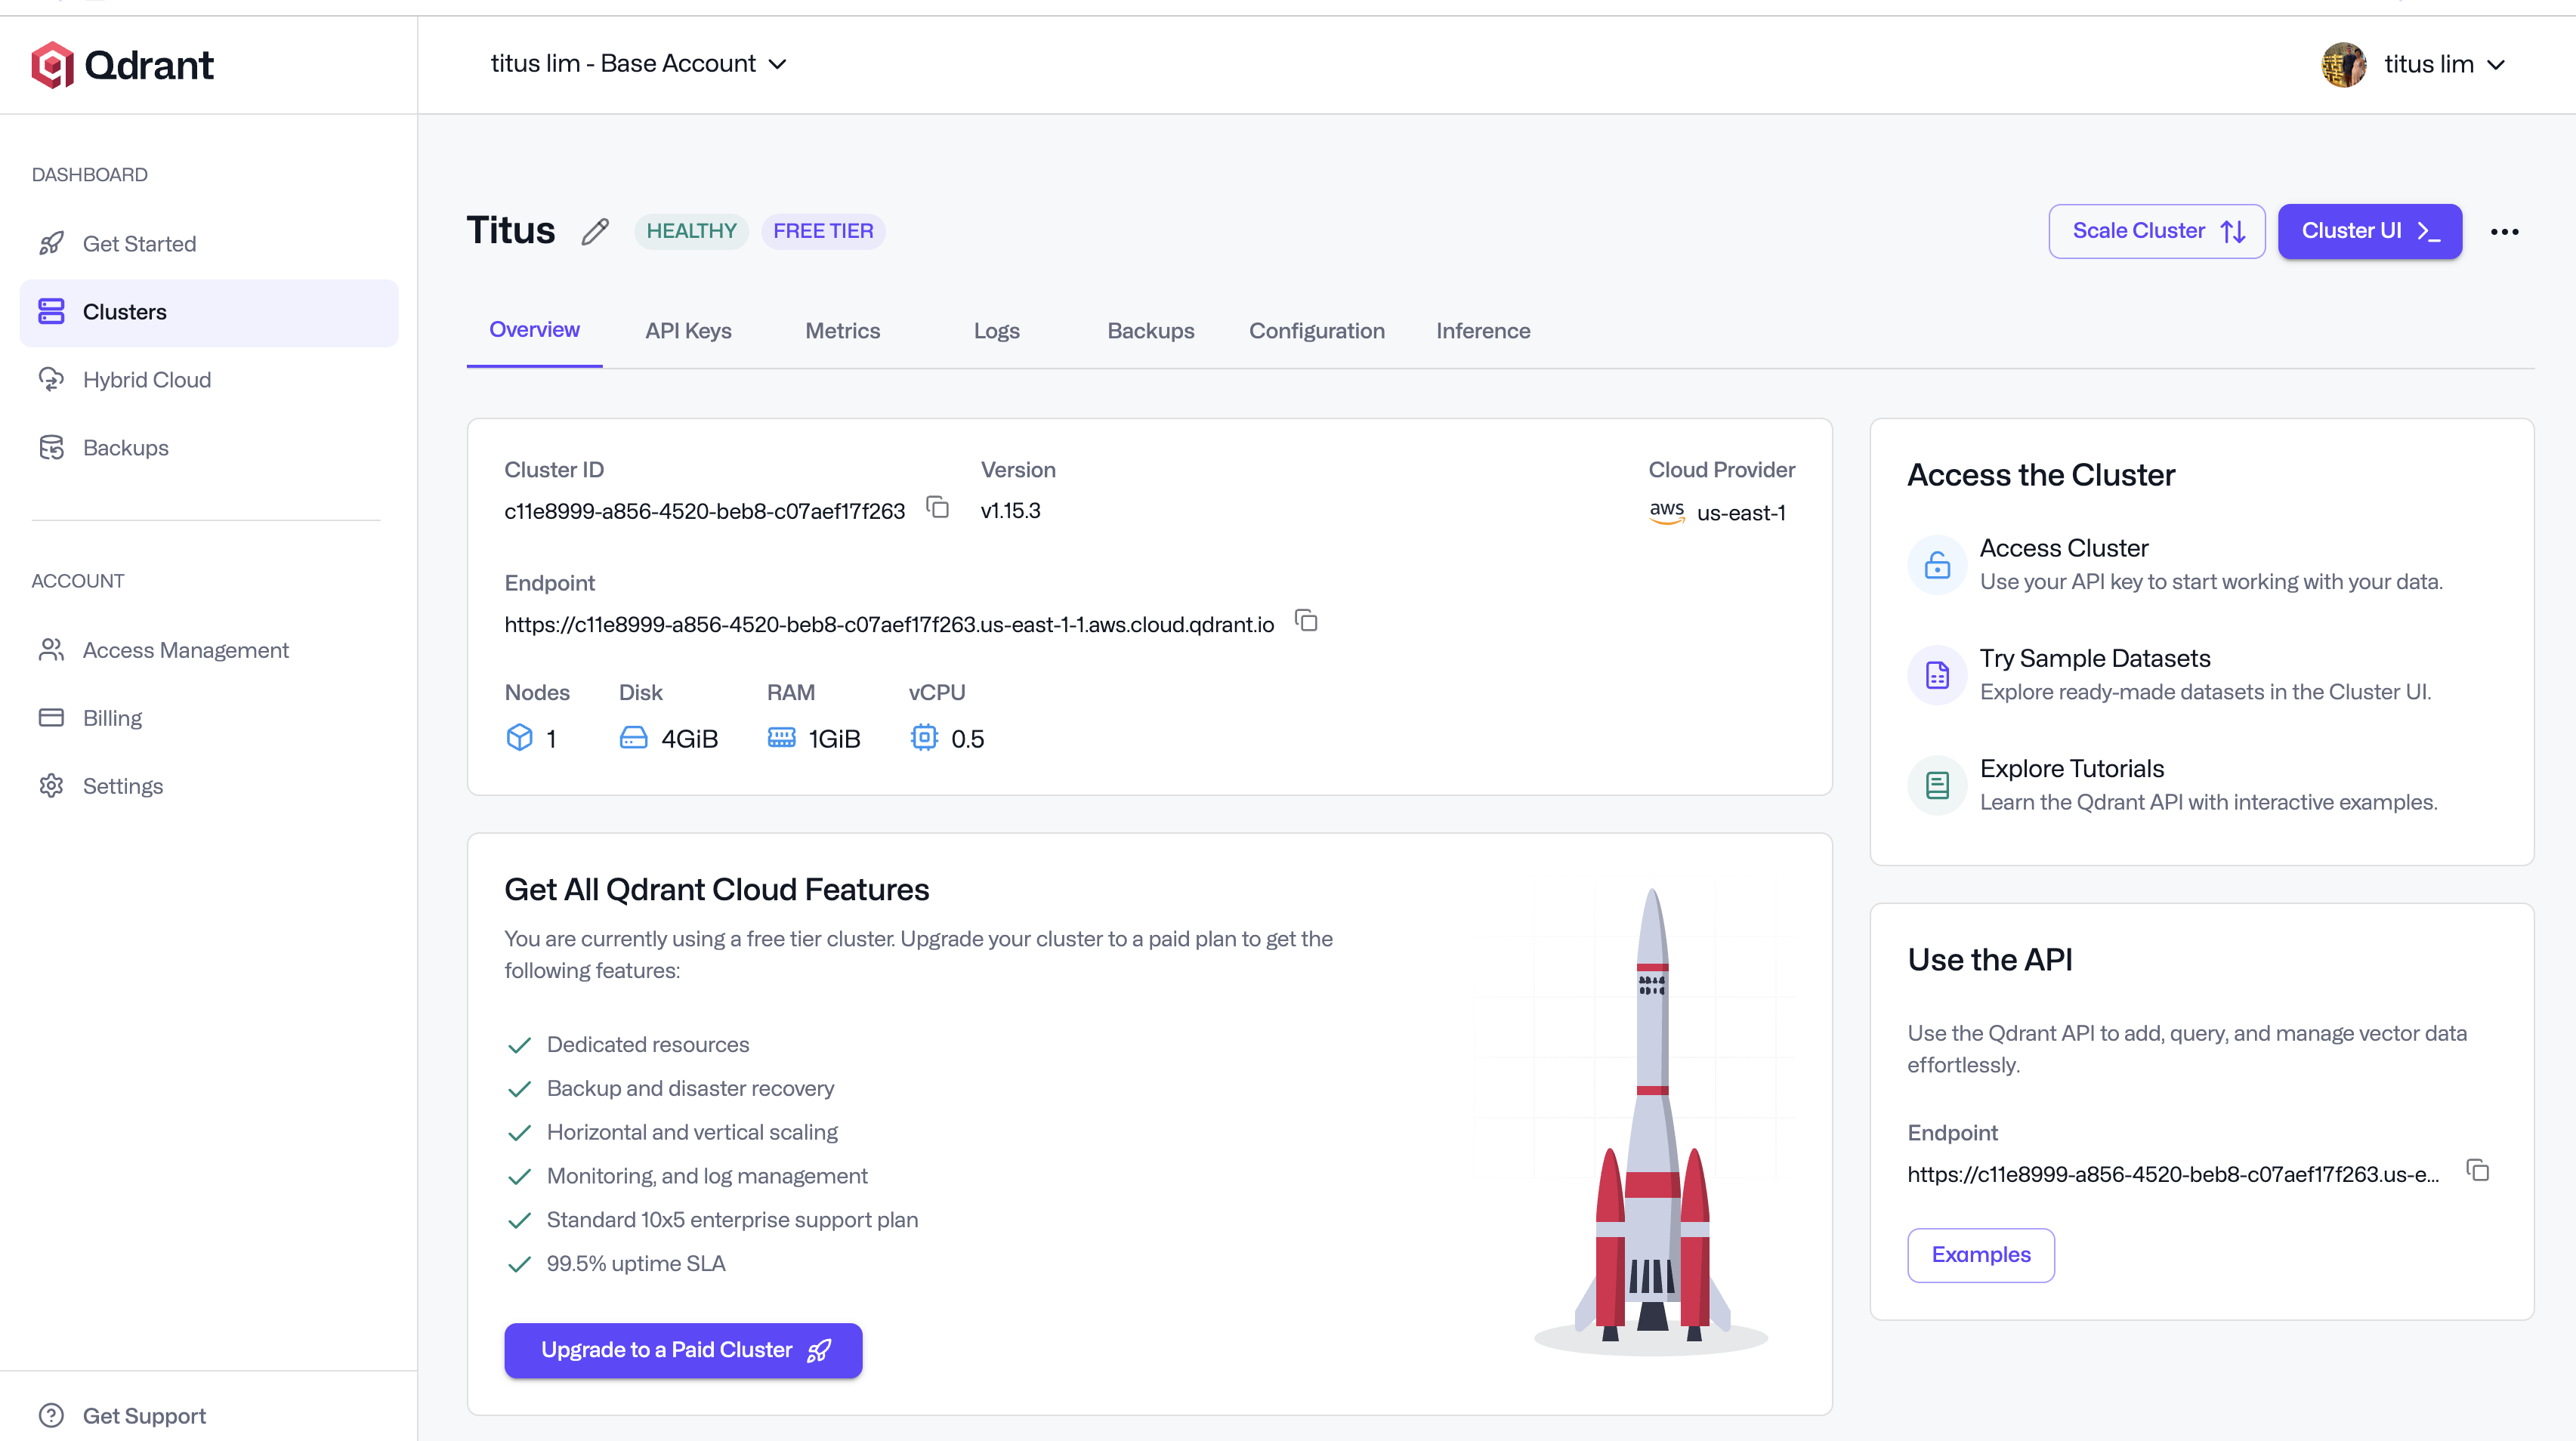 Qdrant
titus lim - Base Account
titus lim
DASHBOARD
Get Started
Clusters
Hybrid Cloud
Backups
ACCOUNT
Access Management
Billing
Settings
Get Support
Titus
HEALTHY
FREE TIER
Scale Cluster
Cluster UI
Overview
API Keys
Metrics
Logs
Backups
Configuration
Inference
Cluster ID
c11e8999-a856-4520-beb8-c07aef17f263
Version
v1.15.3
Cloud Provider
aws us-east-1
Endpoint
https://c11e8999-a856-4520-beb8-c07aef17f263.us-east-1-1.aws.cloud.qdrant.io
Nodes
1
Disk
4GiB
RAM
1GiB
vCPU
0.5
Get All Qdrant Cloud Features
You are currently using a free tier cluster. Upgrade your cluster to a paid plan to get the
following features:
Dedicated resources
Backup and disaster recovery
Horizontal and vertical scaling
Monitoring, and log management
Standard 10x5 enterprise support plan
99.5% uptime SLA
Upgrade to a Paid Cluster
Access the Cluster
Access Cluster
Use your API key to start working with your data.
Try Sample Datasets
Explore ready-made datasets in the Cluster UI.
Explore Tutorials
Learn the Qdrant API with interactive examples.
Use the API
Use the Qdrant API to add, query, and manage vector data
effortlessly.
Endpoint
https://c11e8999-a856-4520-beb8-c07aef17f263.us-e...
Examples